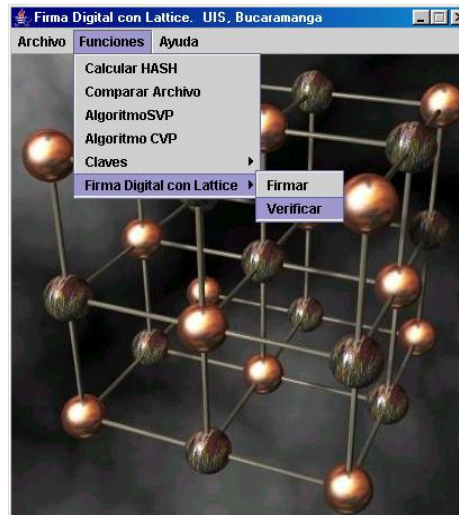 Firma Digital con Lattice. UIS, Bucaramanga
Archivo Funciones Ayuda
Calcular HASH
Comparar Archivo
AlgoritmoSVP
Algoritmo CVP
Claves
Firma Digital con Lattice
Firmar
Verificar